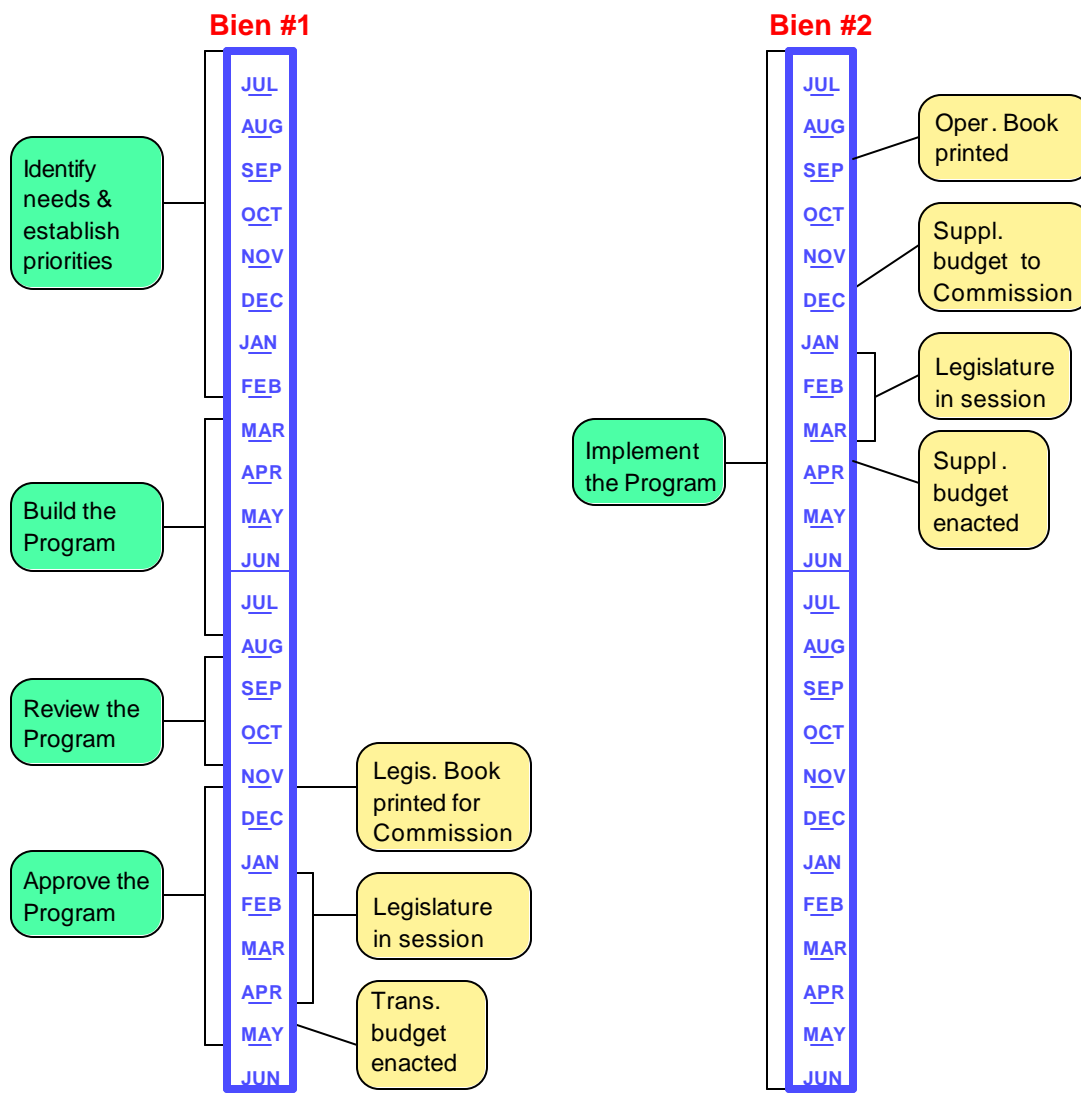 Bien #1
Identify
needs &
establish
priorities
Build the
Program
Review the
Program
Approve the
Program
JUL
AUG
SEP
OCT
NOV
DEC
JAN
FEB
MAR
APR
MAY
JUN
JUL
AUG
SEP
OCT
NOV
DEC
JAN
FEB
MAR
APR
MAY
JUN
Legis. Book
printed for
Commission
Legislature
in session
Trans.
budget
enacted
Bien #2
Implement
the Program
JUL
AUG
SEP
OCT
NOV
DEC
JAN
FEB
MAR
APR
MAY
JUN
JUL
AUG
SEP
OCT
NOV
DEC
JAN
FEB
MAR
APR
MAY
JUN
Oper. Book
printed
Suppl.
budget to
Commission
Legislature
in session
Suppl.
budget
enacted